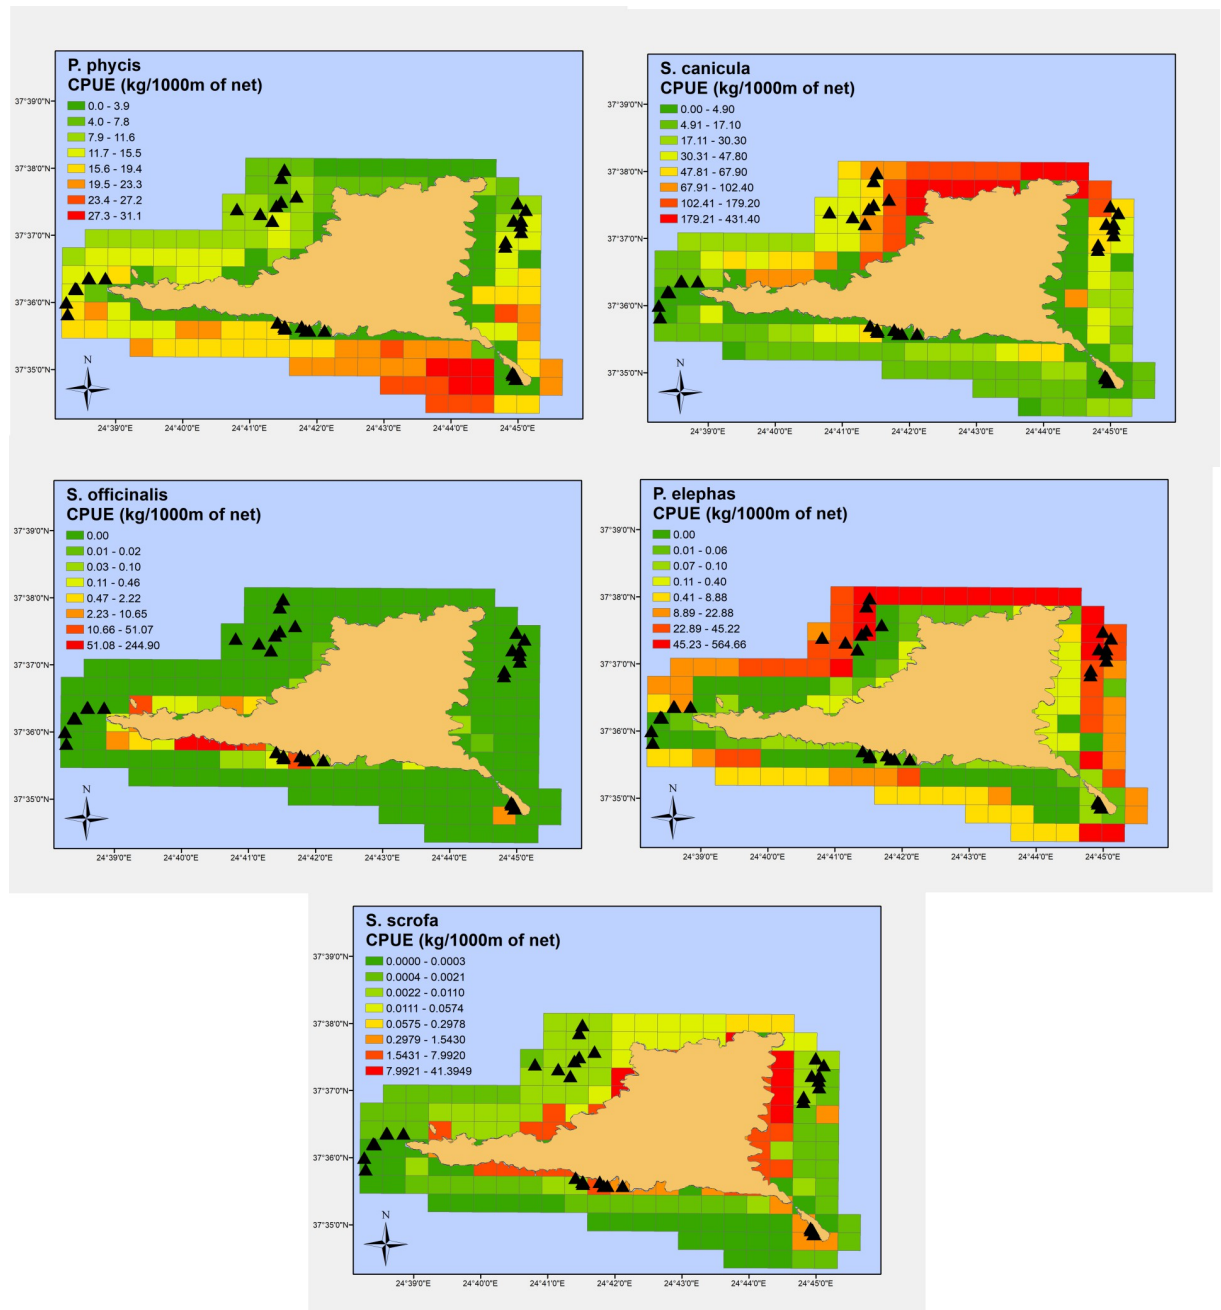 P. phycis
CPUE (kg/1000m of net)
0.0 - 3.9
4.0 - 7.8
7.9 - 11.6
11.7 - 15.5
15.6 - 19.4
19.5 - 23.3
23.4 - 27.2
27.3 - 31.1
37°39'0"N
37°38'0"N
37°37'0"N
37°36'0"N
37°35'0"N
N
24°39'0"E 24°40'0"E 24°41'0"E 24°42'0"E 24°43'0"E 24°44'0"E 24°45'0"E
S. canicula
CPUE (kg/1000m of net)
0.00 - 4.90
4.91 - 17.10
17.11 - 30.30
30.31 - 47.80
47.81 - 67.90
67.91 - 102.40
102.41 - 179.20
179.21 - 431.40
37°39'0"N
37°38'0"N
37°37'0"N
37°36'0"N
37°35'0"N
N
24°39'0"E 24°40'0"E 24°41'0"E 24°42'0"E 24°43'0"E 24°44'0"E 24°45'0"E
S. officinalis
CPUE (kg/1000m of net)
0.00
0.01 - 0.02
0.03 - 0.10
0.11 - 0.46
0.47 - 2.22
2.23 - 10.65
10.66 - 51.07
51.08 - 244.90
37°39'0"N
37°38'0"N
37°37'0"N
37°36'0"N
37°35'0"N
N
24°39'0"E 24°40'0"E 24°41'0"E 24°42'0"E 24°43'0"E 24°44'0"E 24°45'0"E
P. elephas
CPUE (kg/1000m of net)
0.00
0.01 - 0.06
0.07 - 0.10
0.11 - 0.40
0.41 - 8.88
8.89 - 22.88
22.89 - 45.22
45.23 - 564.66
37°39'0"N
37°38'0"N
37°37'0"N
37°36'0"N
37°35'0"N
N
24°39'0"E 24°40'0"E 24°41'0"E 24°42'0"E 24°43'0"E 24°44'0"E 24°45'0"E
S. scrofa
CPUE (kg/1000m of net)
0.0000 - 0.0003
0.0004 - 0.0021
0.0022 - 0.0110
0.0111 - 0.0574
0.0575 - 0.2978
0.2979 - 1.5430
1.5431 - 7.9920
7.9921 - 41.3949
37°39'0"N
37°38'0"N
37°37'0"N
37°36'0"N
37°35'0"N
N
24°39'0"E 24°40'0"E 24°41'0"E 24°42'0"E 24°43'0"E 24°44'0"E 24°45'0"E